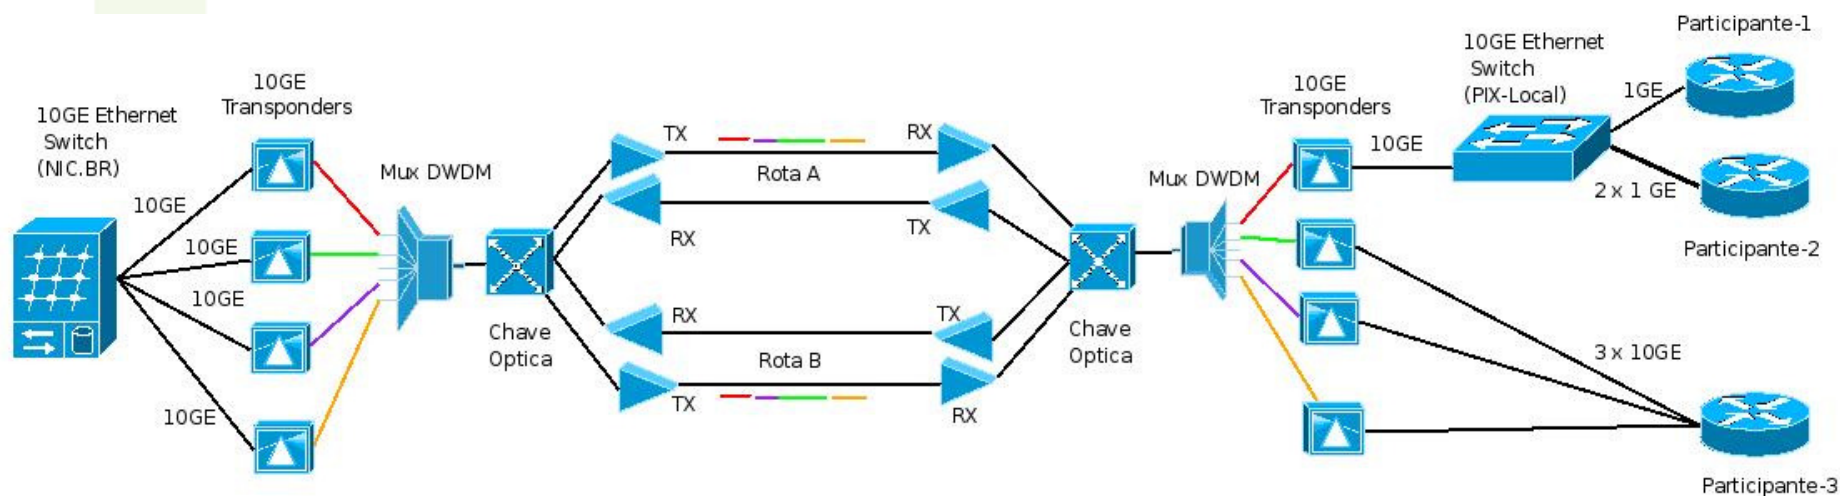 10GE Ethernet
Switch
(NIC.BR)
10GE
Transponders
10GE
10GE
10GE
10GE
Mux DWDM
Chave
Optica
TX
RX
Rota A
RX
TX
RX
TX
Rota B
TX
RX
Chave
Optica
Mux DWDM
10GE
Transponders
10GE
10GE Ethernet
Switch
(PIX-Local)
1GE
2 x 1 GE
3 x 10GE
Participante-1
Participante-2
Participante-3